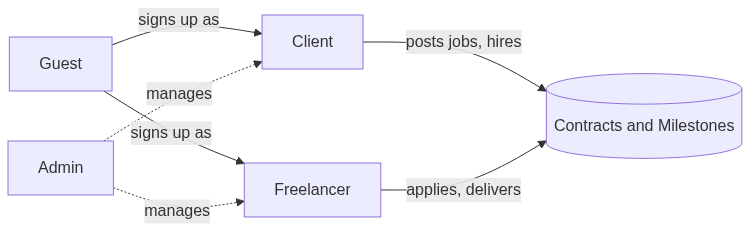 signs up as
Client
posts jobs, hires
Guest
manages
Contracts and Milestones
signs up as
Admin
Freelancer
applies, delivers
manages